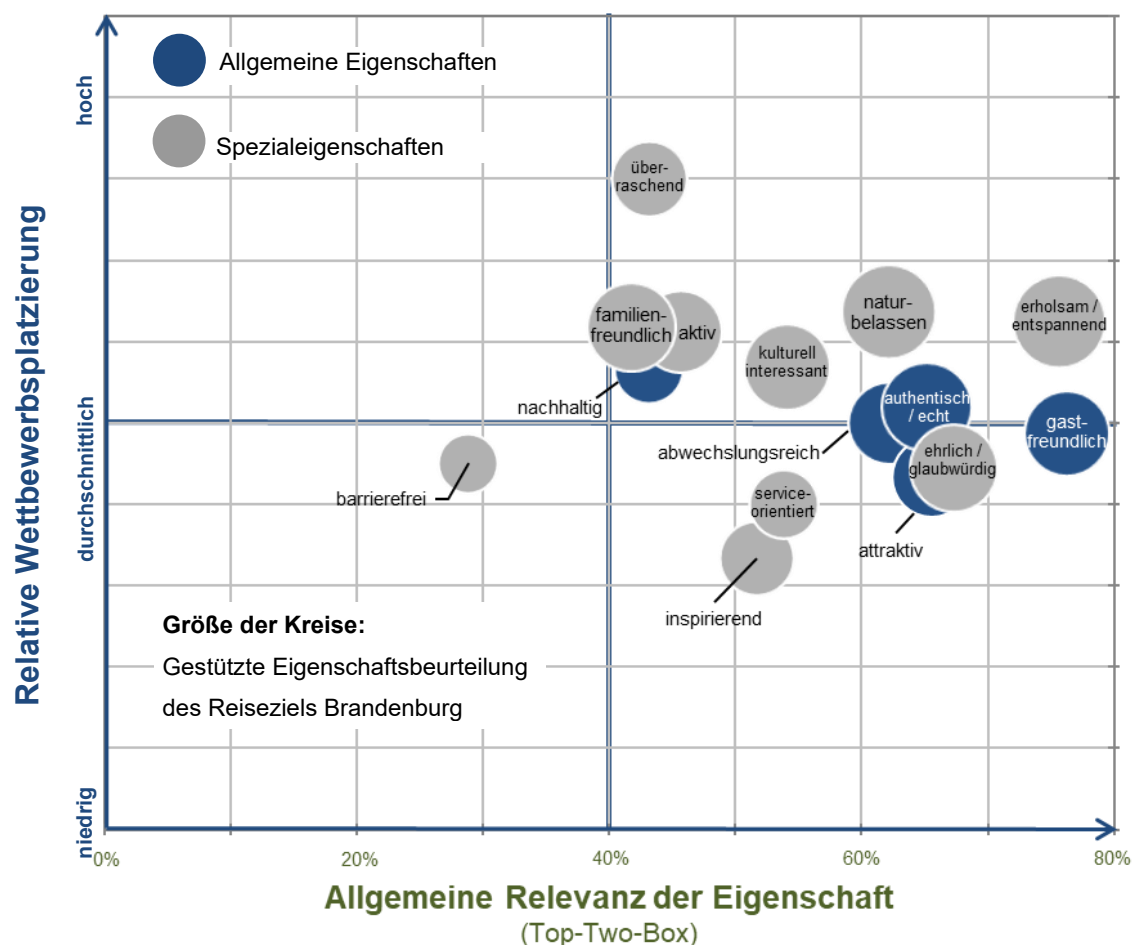 Allgemeine Eigenschaften
Spezialeigenschaften
Relative Wettbewerbsplatzierung
hoch
durchschnittlich
niedrig
über-
raschend
familien-
freundlich
aktiv
nachhaltig
kulturell
interessant
natur-
belassen
erholsam /
entspannend
authentisch
/ echt
gast-
freundlich
abwechslungsreich
ehrlich /
glaubwürdig
barrierefrei
service-
orientiert
attraktiv
inspirierend
Größe der Kreise:
Gestützte Eigenschaftsbeurteilung
des Reiseziels Brandenburg
0%
20%
40%
60%
80%
Allgemeine Relevanz der Eigenschaft
(Top-Two-Box)